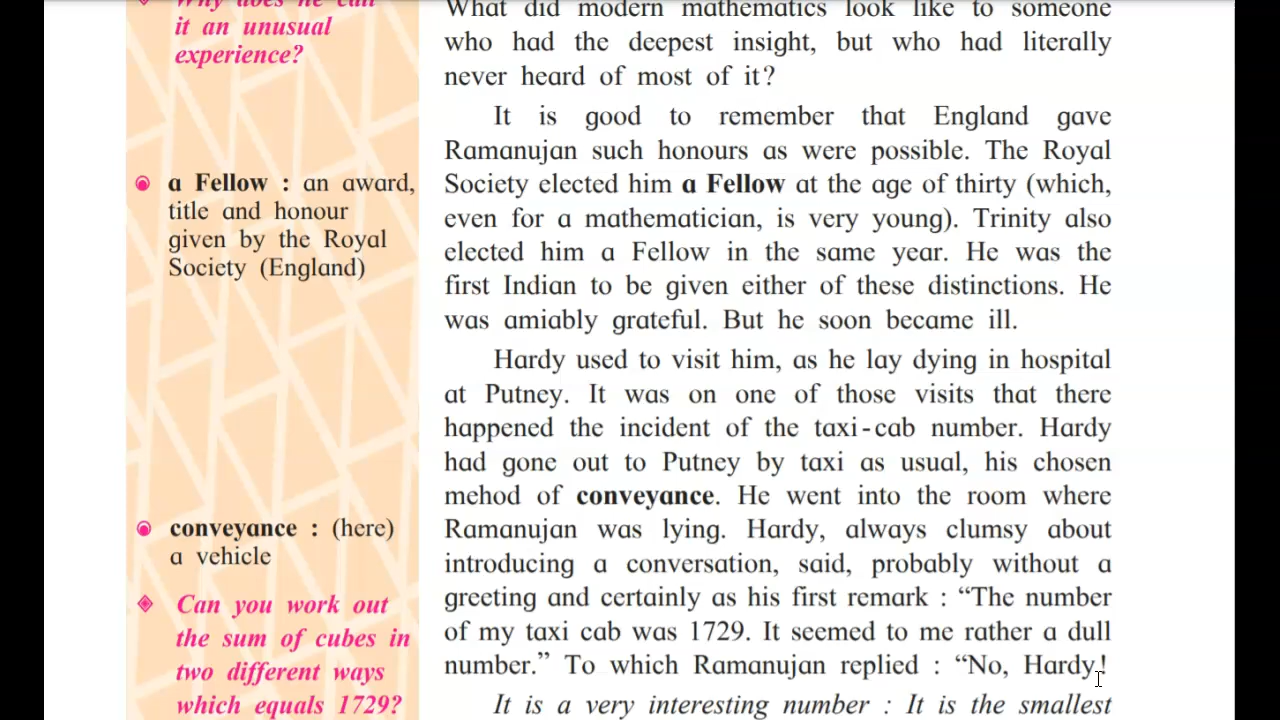 Why does he call
it an unusual
experience?
a Fellow : an award,
title and honour
given by the Royal
Society (England)
conveyance : (here)
a vehicle
Can you work out
the sum of cubes in
two different ways
which equals 1729?
What did modern mathematics look like to someone
who had the deepest insight, but who had literally
never heard of most of it?
It is good to remember that England gave
Ramanujan such honours as were possible. The Royal
Society elected him a Fellow at the age of thirty (which,
even for a mathematician, is very young). Trinity also
elected him a Fellow in the same year. He was the
first Indian to be given either of these distinctions. He
was amiably grateful. But he soon became ill.
Hardy used to visit him, as he lay dying in hospital
at Putney. It was on one of those visits that there
happened the incident of the taxi-cab number. Hardy
had gone out to Putney by taxi as usual, his chosen
mehod of conveyance. He went into the room where
Ramanujan was lying. Hardy, always clumsy about
introducing a conversation, said, probably without a
greeting and certainly as his first remark : “The number
of my taxi cab was 1729. It seemed to me rather a dull
number.” To which Ramanujan replied : “No, Hardy!
It is a very interesting number : It is the smallest